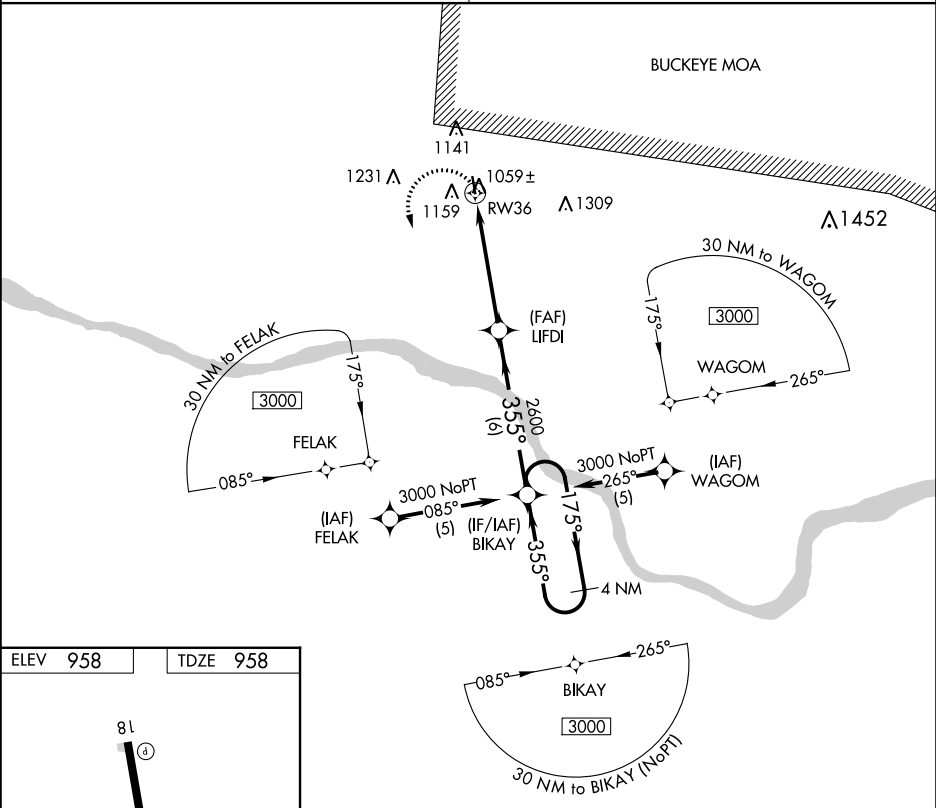 BUCKEYE MOA
1141
1231
1059±
1159
RW36
1309
1452
30 NM to WAGOM
175°
3000
WAGOM
265°
(FAF)
LIFDI
30 NM to FELAK
175°
3000
FELAK
085°
355°
(6)
2600
3000 NoPT
265°
(5)
(IAF)
WAGOM
3000 NoPT
085°
(5)
(IAF)
FELAK
(IF/IAF)
BIKAY
175°
355°
4 NM
085°
265°
BIKAY
3000
30 NM to BIKAY (NoPT)
ELEV 958
TDZE 958
18
P